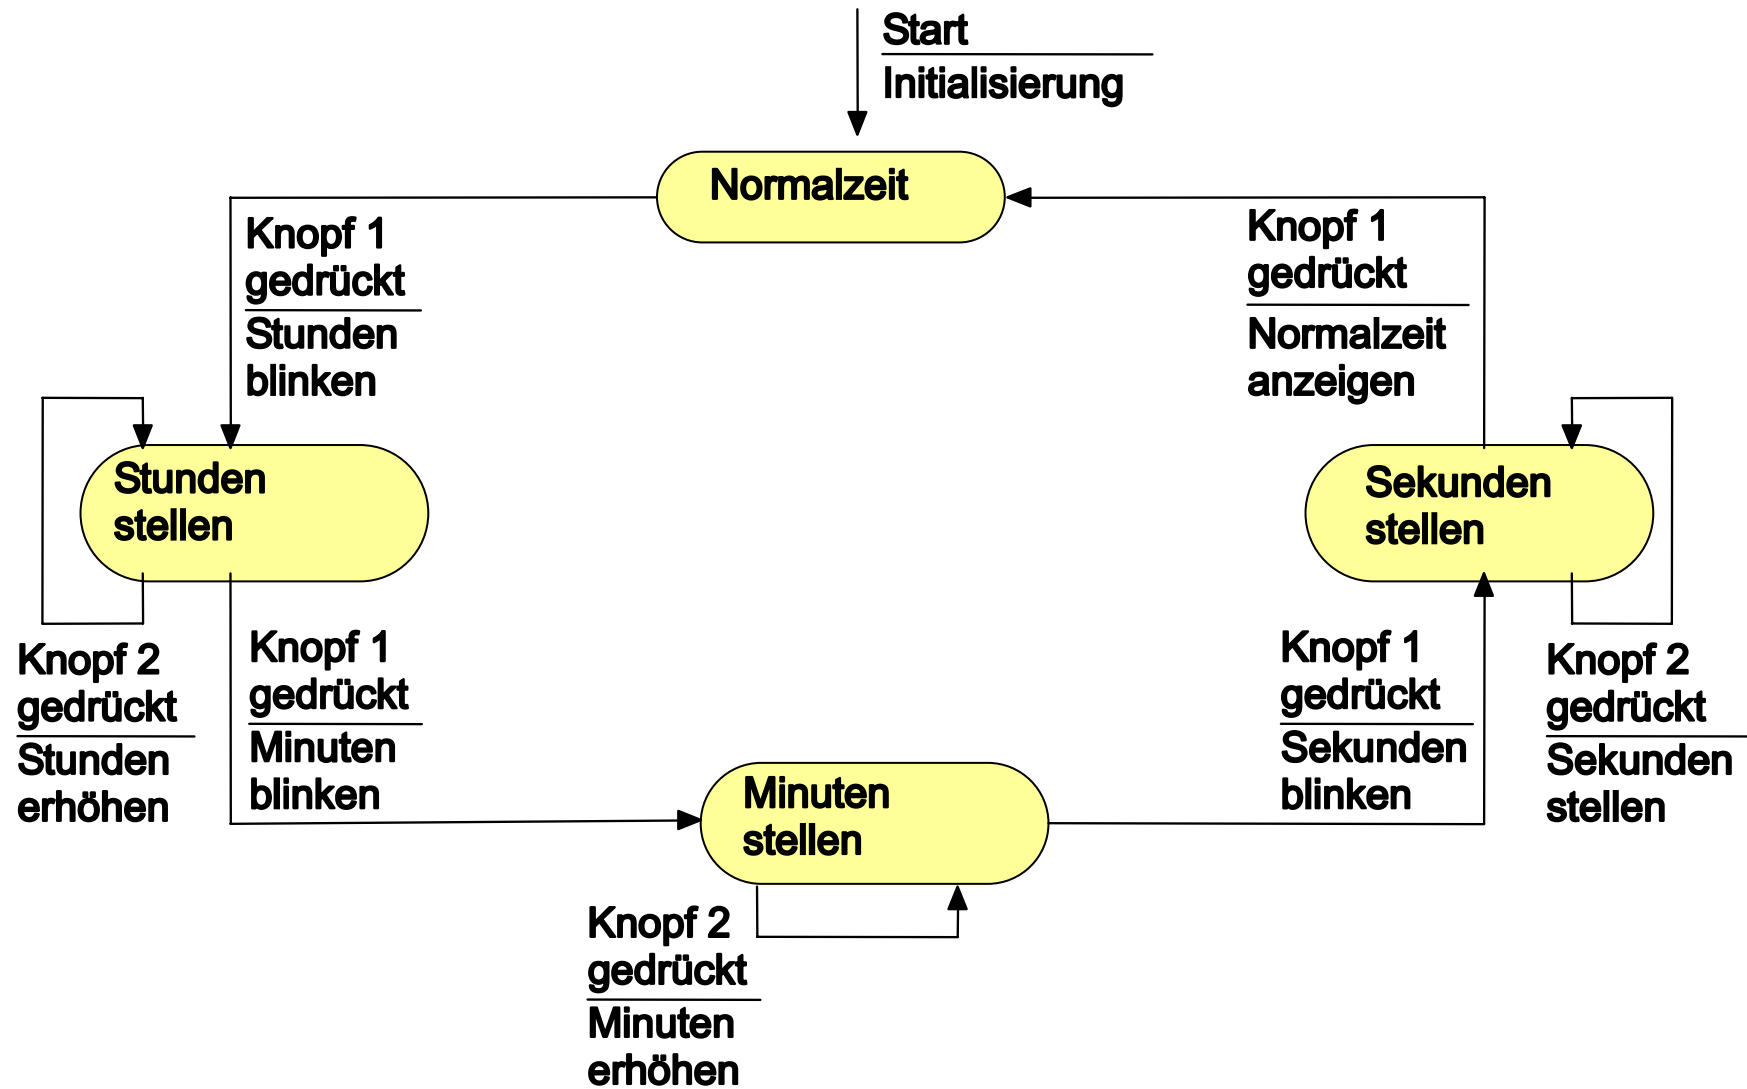 Start
Initialisierung
Normalzeit
Knopf 1
gedrückt
Stunden
blinken
Knopf 1
gedrückt
Normalzeit
anzeigen
Stunden
stellen
Sekunden
stellen
Knopf 2
gedrückt
Stunden
erhöhen
Knopf 1
gedrückt
Minuten
blinken
Minuten
stellen
Knopf 1
gedrückt
Sekunden
blinken
Knopf 2
gedrückt
Sekunden
stellen
Knopf 2
gedrückt
Minuten
erhöhen